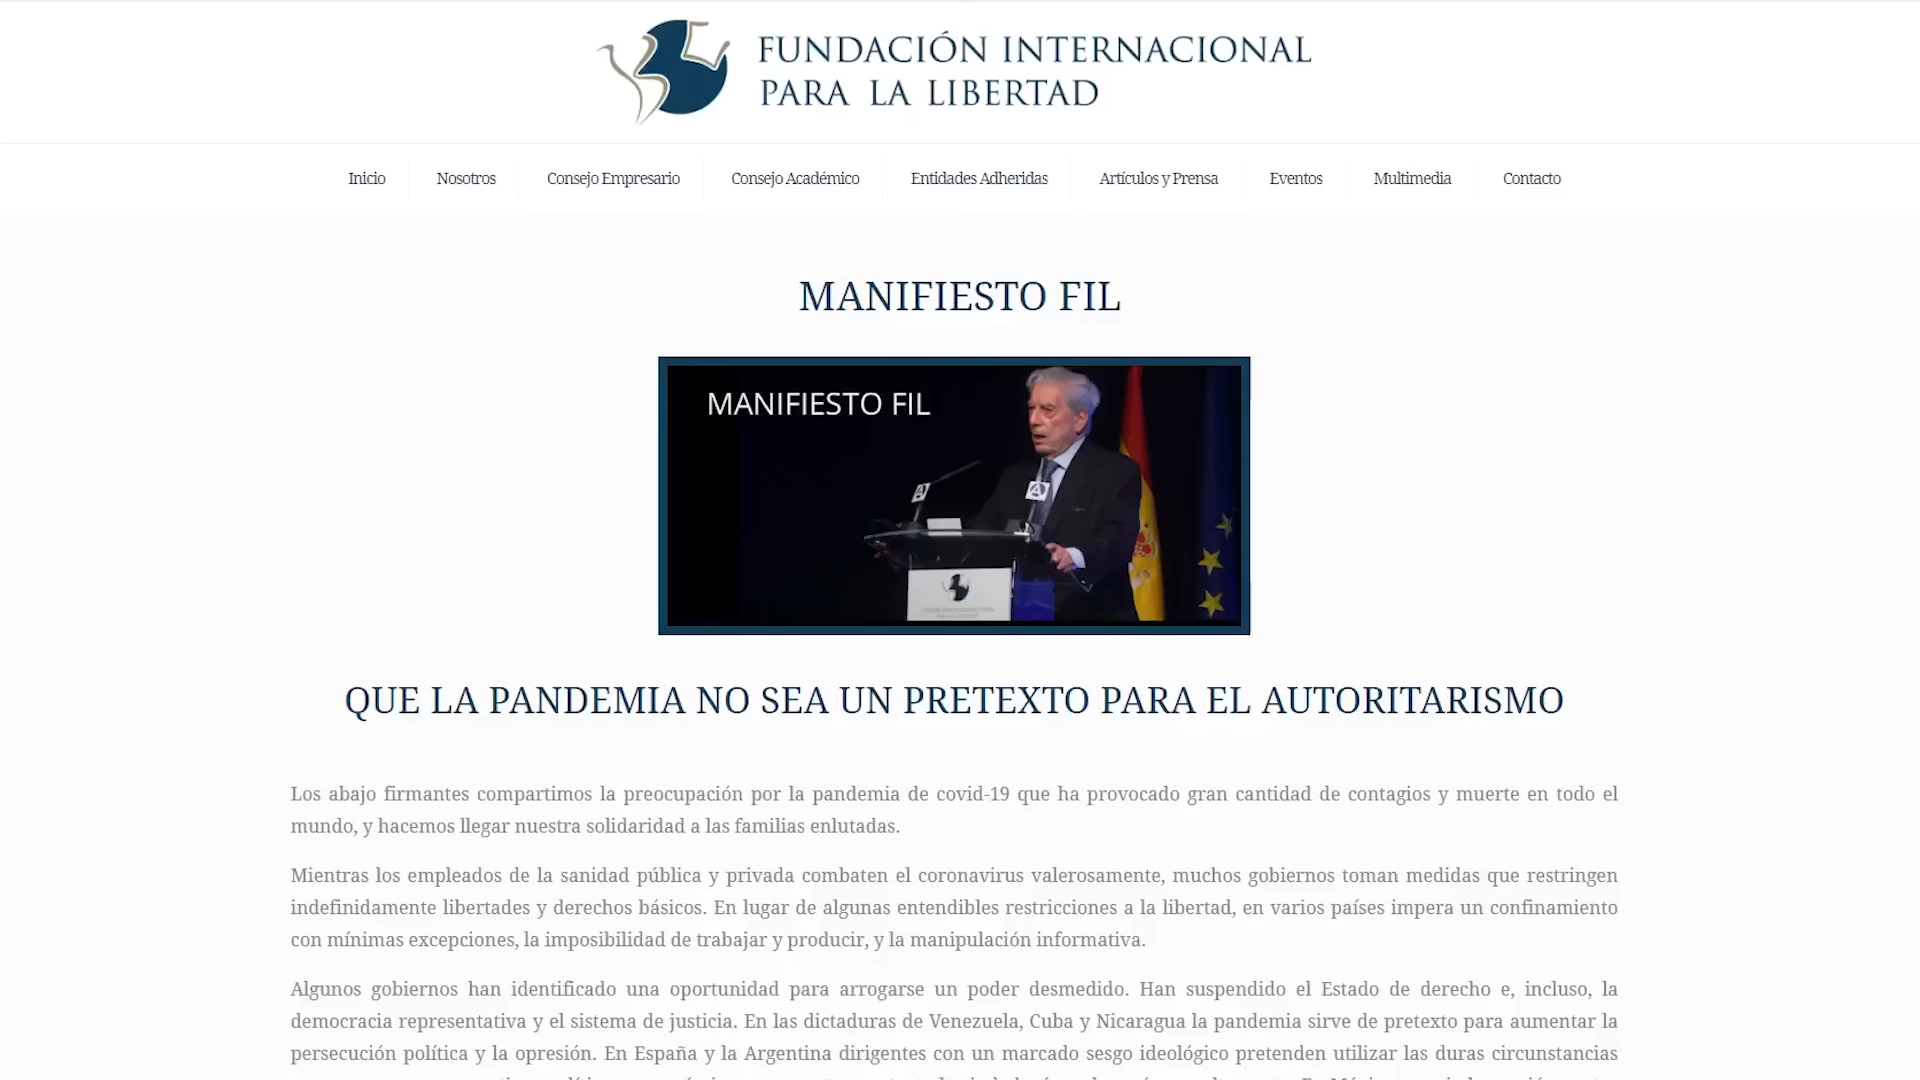 FUNDACIÓN INTERNACIONAL
PARA LA LIBERTAD
Inicio
Nosotros
Consejo Empresario
Consejo Académico
Entidades Adheridas
Artículos y Prensa
Eventos
Multimedia
Contacto
MANIFIESTO FIL
MANIFIESTO FIL
QUE LA PANDEMIA NO SEA UN PRETEXTO PARA EL AUTORITARISMO
Los abajo firmantes compartimos la preocupación por la pandemia de covid-19 que ha provocado gran cantidad de contagios y muerte en todo el
mundo, y hacemos llegar nuestra solidaridad a las familias enlutadas.
Mientras los empleados de la sanidad pública y privada combaten el coronavirus valerosamente, muchos gobiernos toman medidas que restringen
indefinidamente libertades y derechos básicos. En lugar de algunas entendibles restricciones a la libertad, en varios países impera un confinamiento
con mínimas excepciones, la imposibilidad de trabajar y producir, y la manipulación informativa.
Algunos gobiernos han identificado una oportunidad para arrogarse un poder desmedido. Han suspendido el Estado de derecho e, incluso, la
democracia representativa y el sistema de justicia. En las dictaduras de Venezuela, Cuba y Nicaragua la pandemia sirve de pretexto para aumentar la
persecución política y la opresión. En España y la Argentina dirigentes con un marcado sesgo ideológico pretenden utilizar las duras circunstancias